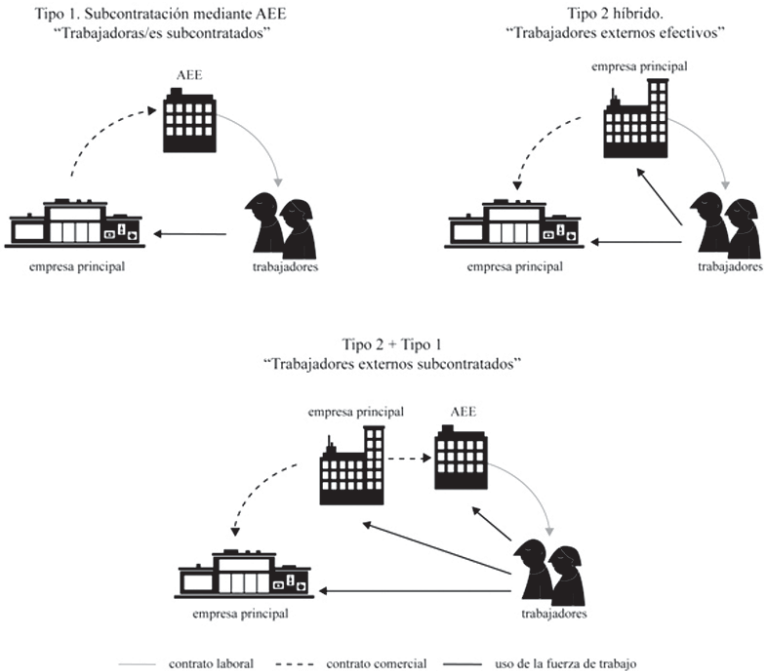 Tipo 1. Subcontratación mediante AEE
“Trabajadoras/es subcontratados”
AEE
empresa principal
trabajadores
Tipo 2 híbrido.
“Trabajadores externos efectivos”
empresa principal
empresa principal
trabajadores
Tipo 2 + Tipo 1
“Trabajadores externos subcontratados”
empresa principal
AEE
empresa principal
trabajadores
contrato laboral
contrato comercial
uso de la fuerza de trabajo